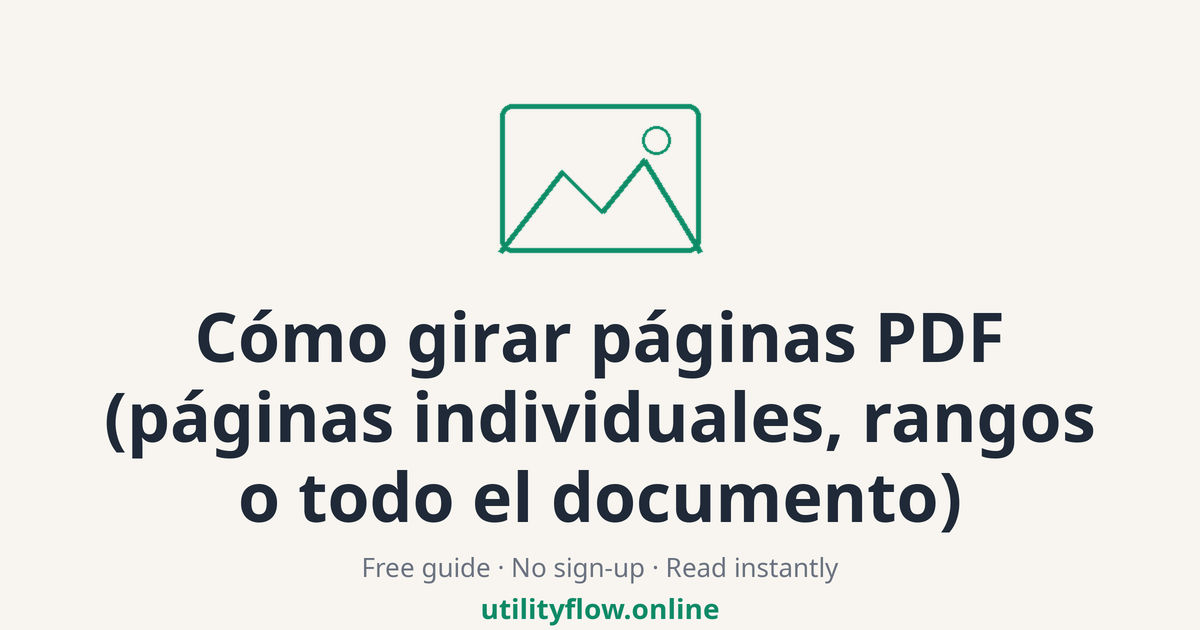 Cómo girar páginas PDF
(páginas individuales, rangos
o todo el documento)
Free guide · No sign-up · Read instantly
utilityflow.online